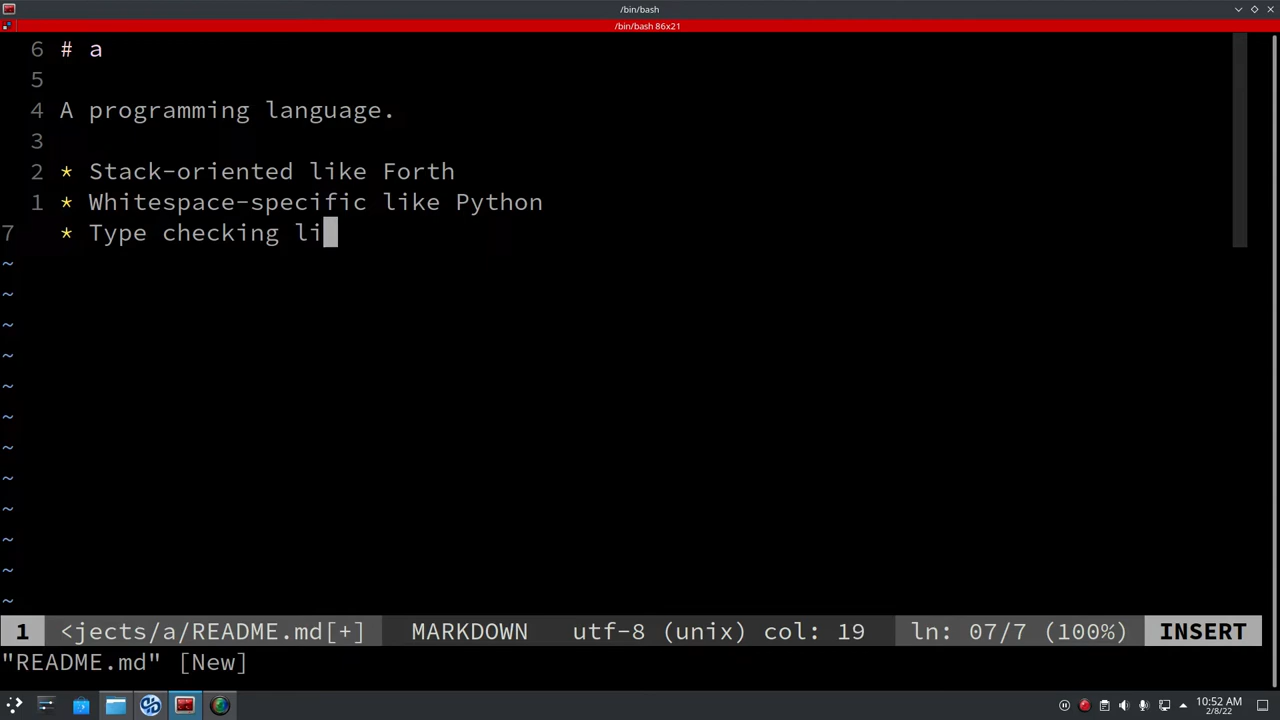 /bin/bash
/bin/bash 86x21
6 # a
5
4 A programming language.
3
2 * Stack-oriented like Forth
1 * Whitespace-specific like Python
7 * Type checking li
~
~
~
~
~
~
~
~
~
~
~
~
1 <jects/a/README.md[+] MARKDOWN utf-8 (unix) col: 19 ln: 07/7 (100%) INSERT
"README.md" [New]
10:52 AM
2/8/22